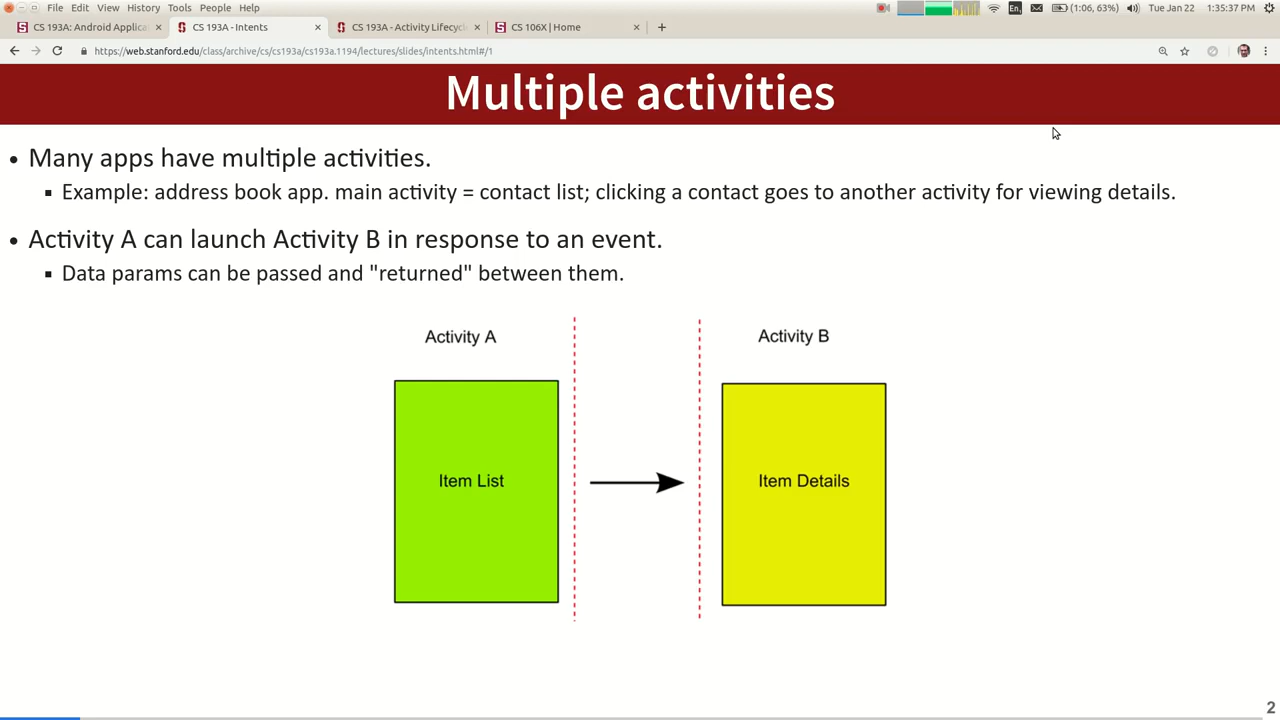 File Edit View History Tools People Help
En (1:06, 63%) Tue Jan 22 1:35:37 PM
CS 193A: Android Applica CS 193A - Intents CS 193A - Activity Lifecyc CS 106X | Home
https://web.stanford.edu/class/archive/cs/cs193a/cs193a.1194/lectures/slides/intents.html#/1
Multiple activities
• Many apps have multiple activities.
▪ Example: address book app. main activity = contact list; clicking a contact goes to another activity for viewing details.
• Activity A can launch Activity B in response to an event.
▪ Data params can be passed and "returned" between them.
Activity A
Activity B
Item List
Item Details
2